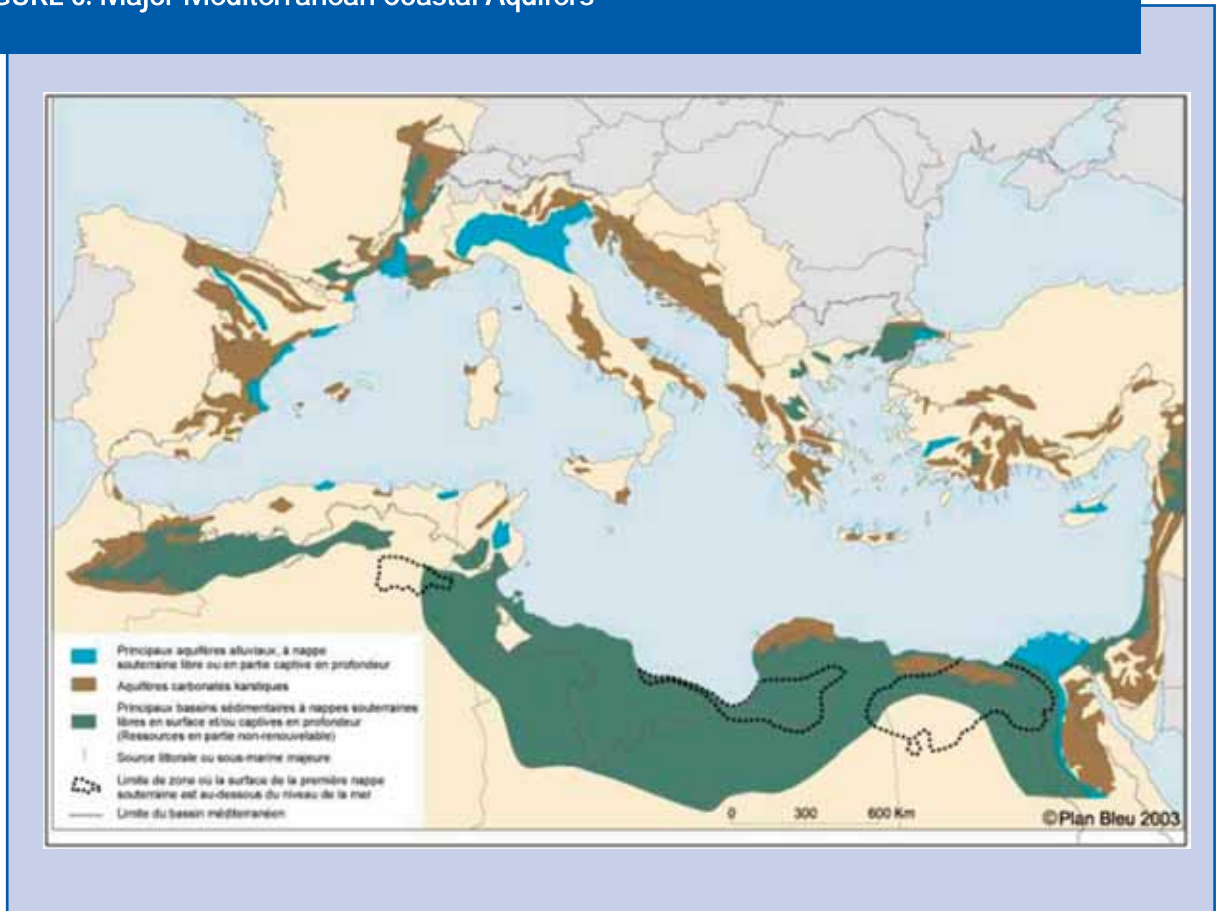 GURE 6: Major Mediterranean Coastal Aquifers
Principaux aquifères alluviaux, à nappe
souterraine libre ou en partie captive en profondeur
Aquifères carbonatés karstiques
Principaux bassins sédimentaires à nappes souterraines
libres en surface et/ou captives en profondeur
(Ressources en partie non-renouvelable)
Source littorale ou sous-marine majeure
Limite de zone où la surface de la première nappe
souterraine est au-dessous du niveau de la mer
Limite du bassin méditerranéen
0 300 600 Km
©Plan Bleu 2003